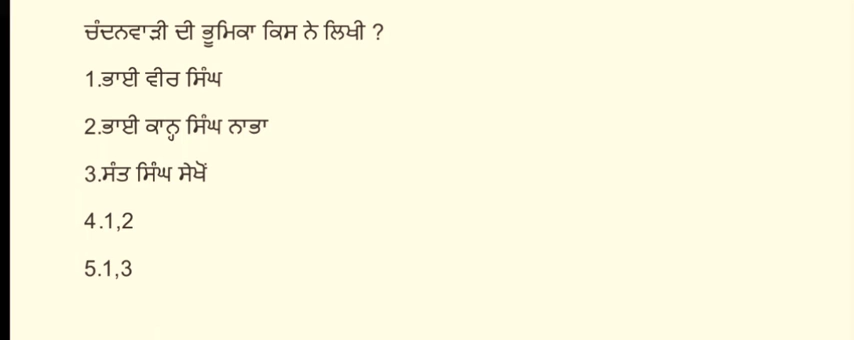 ਚੰਦਨਵਾੜੀ ਦੀ ਭੂਮਿਕਾ ਕਿਸ ਨੇ ਲਿਖੀ ?
1.ਭਾਈ ਵੀਰ ਸਿੰਘ
2.ਭਾਈ ਕਾਨ੍ਹ ਸਿੰਘ ਨਾਭਾ
3.ਸੰਤ ਸਿੰਘ ਸੇਖੋਂ
4.1,2
5.1,3